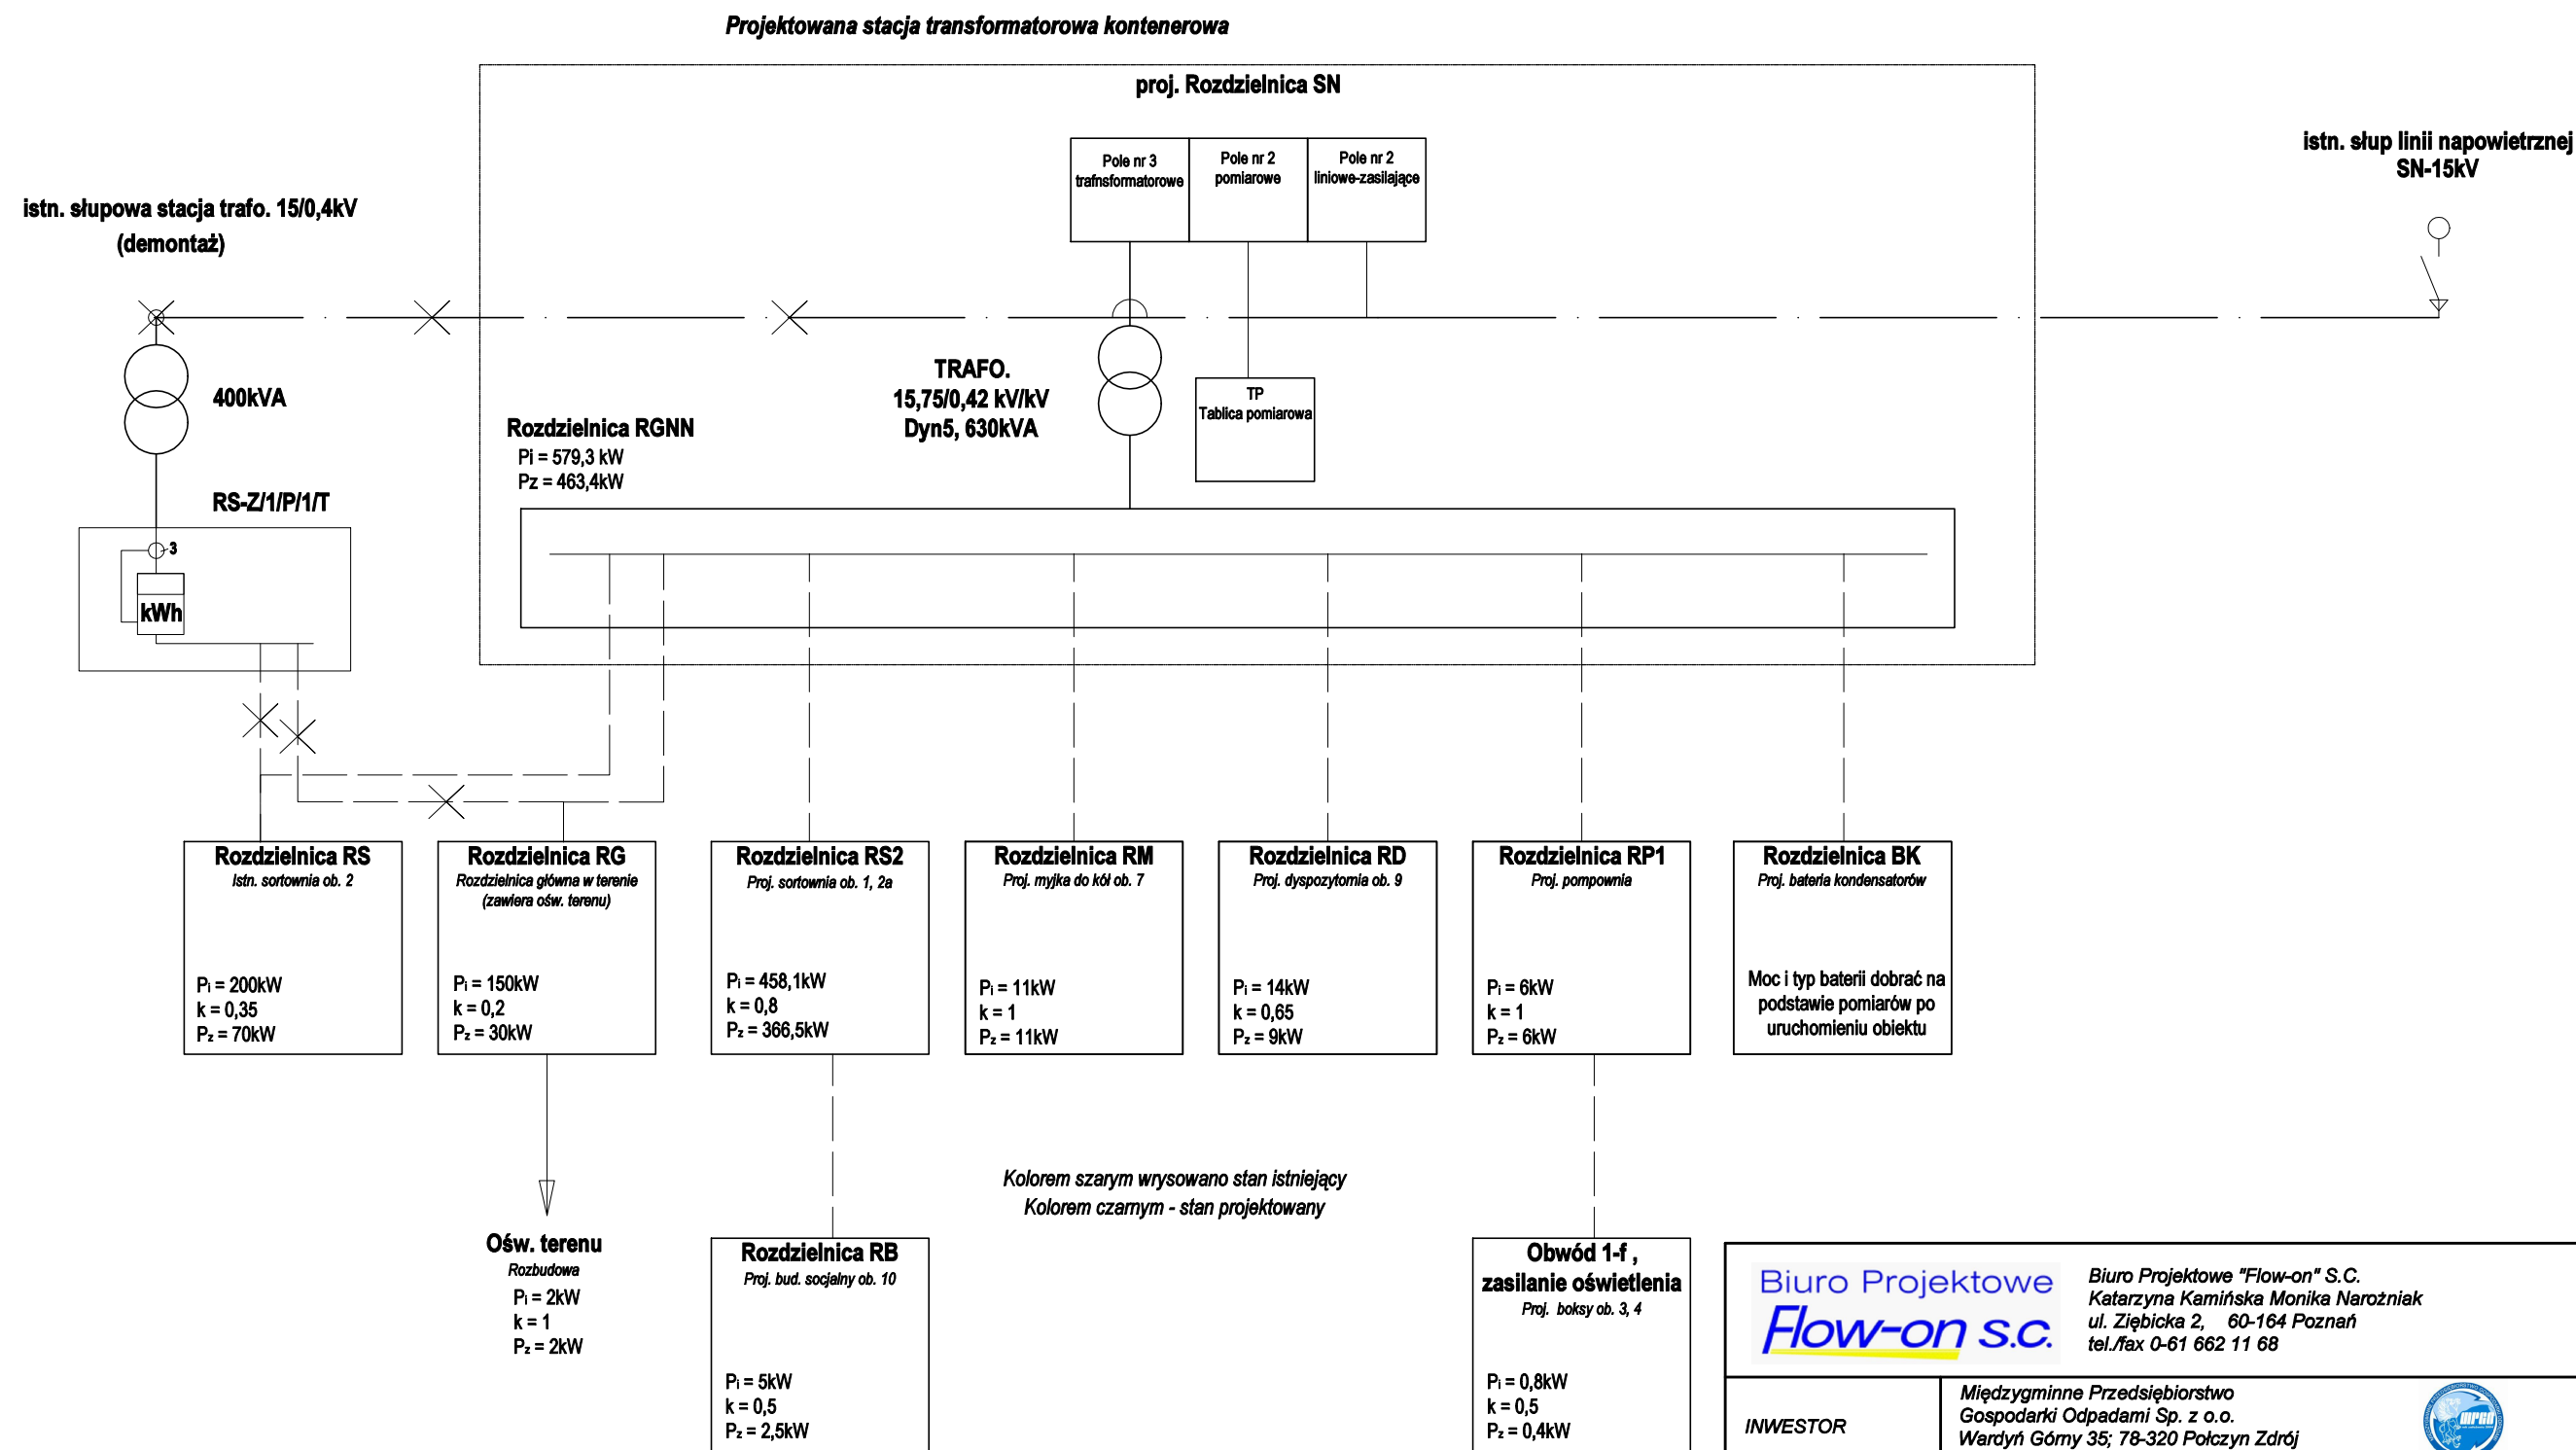 Projektowana stacja transformatorowa kontenerowa
proj. Rozdzielnica SN
istn. słup linii napowietrznej
SN-15kV
Pole nr 3
trafnsformatorowe
Pole nr 2
pomiarowe
Pole nr 2
liniowe-zasilające
istn. słupowa stacja trafo. 15/0,4kV
(demontaż)
400kVA
TRAFO.
15,75/0,42 kV/kV
Dyn5, 630kVA
TP
Tablica pomiarowa
Rozdzielnica RGNN
Pi = 579,3 kW
Pz = 463,4kW
RS-Z/1/P/1/T
3
kWh
Rozdzielnica RS
Istn. sortownia ob. 2
Pi = 200kW
k = 0,35
Pz = 70kW
Rozdzielnica RG
Rozdzielnica główna w terenie
(zawiera ośw. terenu)
Pi = 150kW
k = 0,2
Pz = 30kW
Rozdzielnica RS2
Proj. sortownia ob. 1, 2a
Pi = 458,1kW
k = 0,8
Pz = 366,5kW
Rozdzielnica RM
Proj. myjka do kół ob. 7
Pi = 11kW
k = 1
Pz = 11kW
Rozdzielnica RD
Proj. dyspozytornia ob. 9
Pi = 14kW
k = 0,65
Pz = 9kW
Rozdzielnica RP1
Proj. pompownia
Pi = 6kW
k = 1
Pz = 6kW
Rozdzielnica BK
Proj. bateria kondensatorów
Moc i typ baterii dobrać na
podstawie pomiarów po
uruchomieniu obiektu
Kolorem szarym wrysowano stan istniejący
Kolorem czarnym - stan projektowany
Ośw. terenu
Rozbudowa
Pi = 2kW
k = 1
Pz = 2kW
Rozdzielnica RB
Proj. bud. socjalny ob. 10
Pi = 5kW
k = 0,5
Pz = 2,5kW
Obwód 1-f ,
zasilanie oświetlenia
Proj. boksy ob. 3, 4
Pi = 0,8kW
k = 0,5
Pz = 0,4kW
Biuro Projektowe
Flow-on s.c.
Biuro Projektowe "Flow-on" S.C.
Katarzyna Kamińska Monika Narożniak
ul. Ziębicka 2, 60-164 Poznań
tel./fax 0-61 662 11 68
INWESTOR
Międzygminne Przedsiębiorstwo
Gospodarki Odpadami Sp. z o.o.
Wardyń Górny 35; 78-320 Połczyn Zdrój